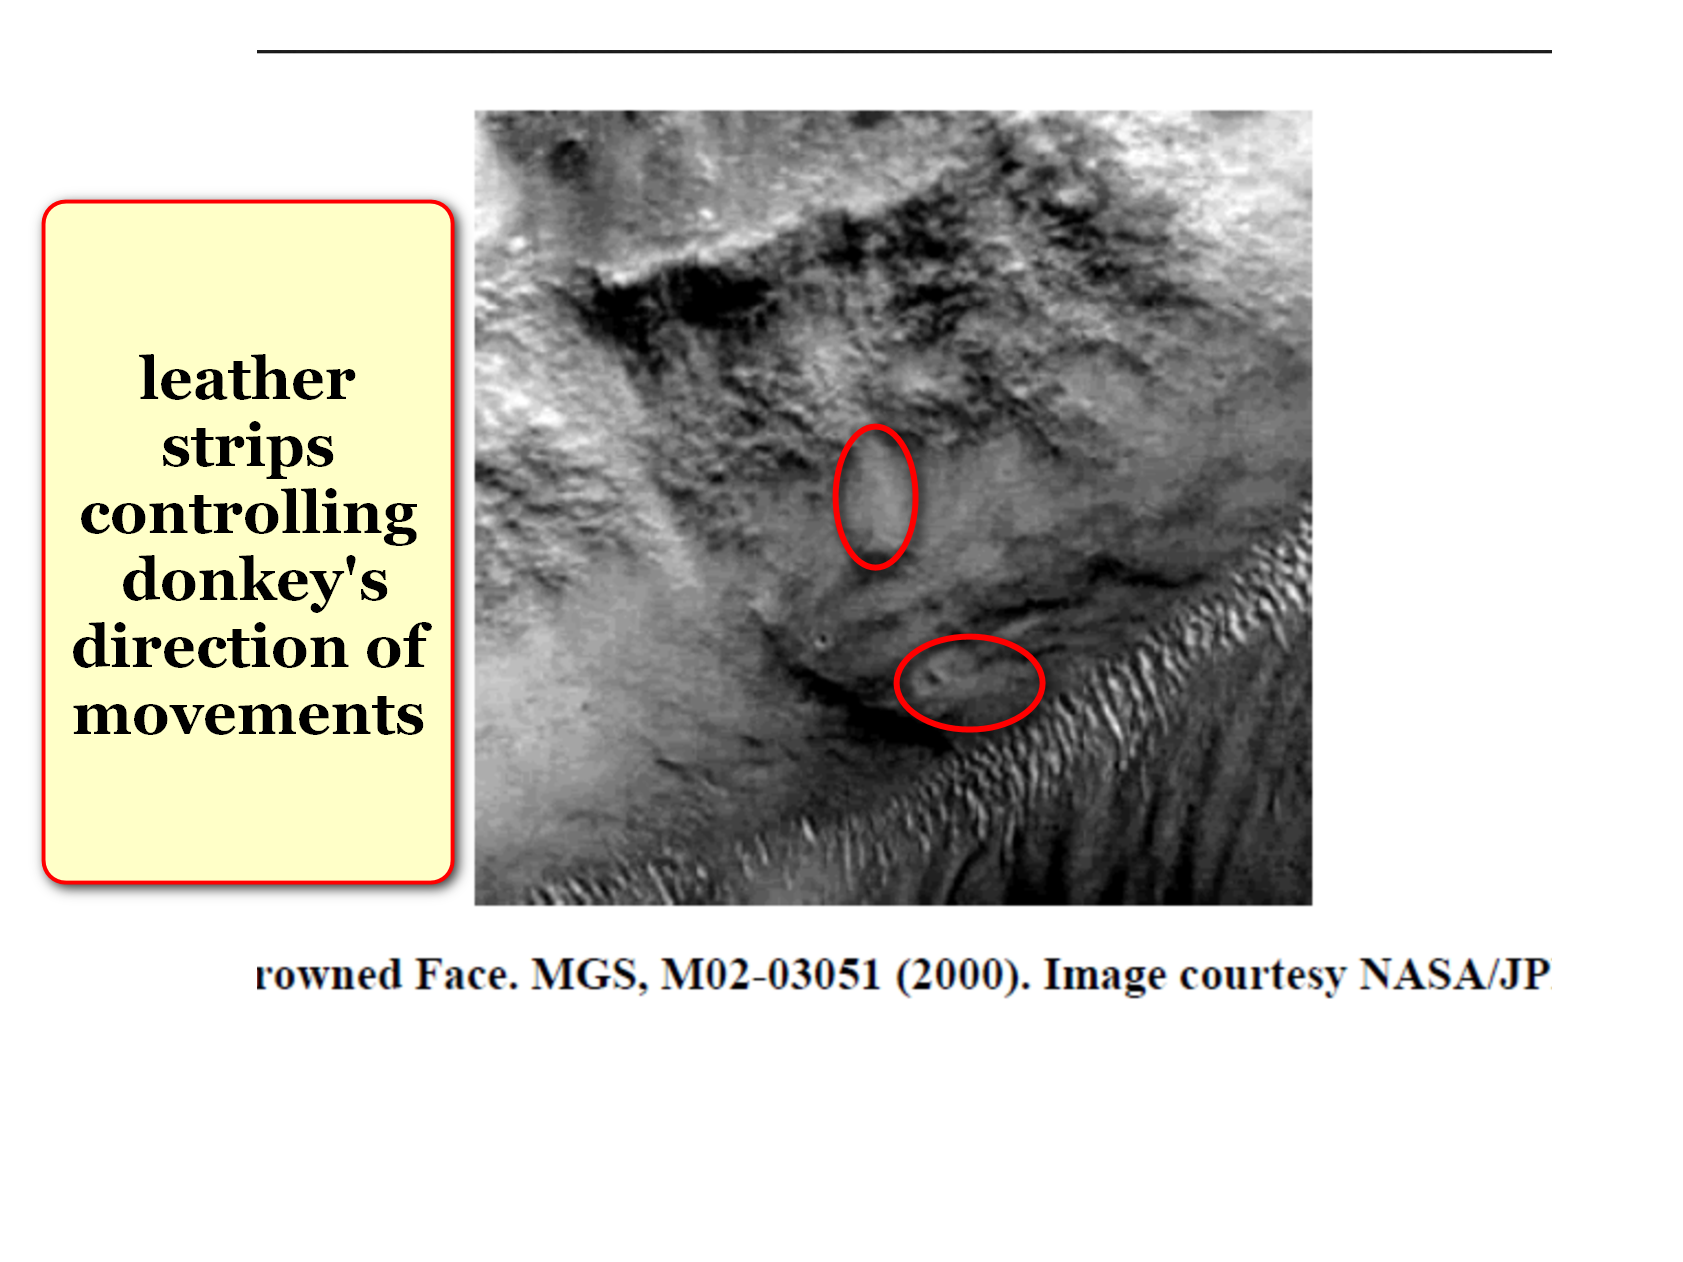 leather
strips
controlling
donkey's
direction of
movements
rowned Face. MGS, M02-03051 (2000). Image courtesy NASA/JP